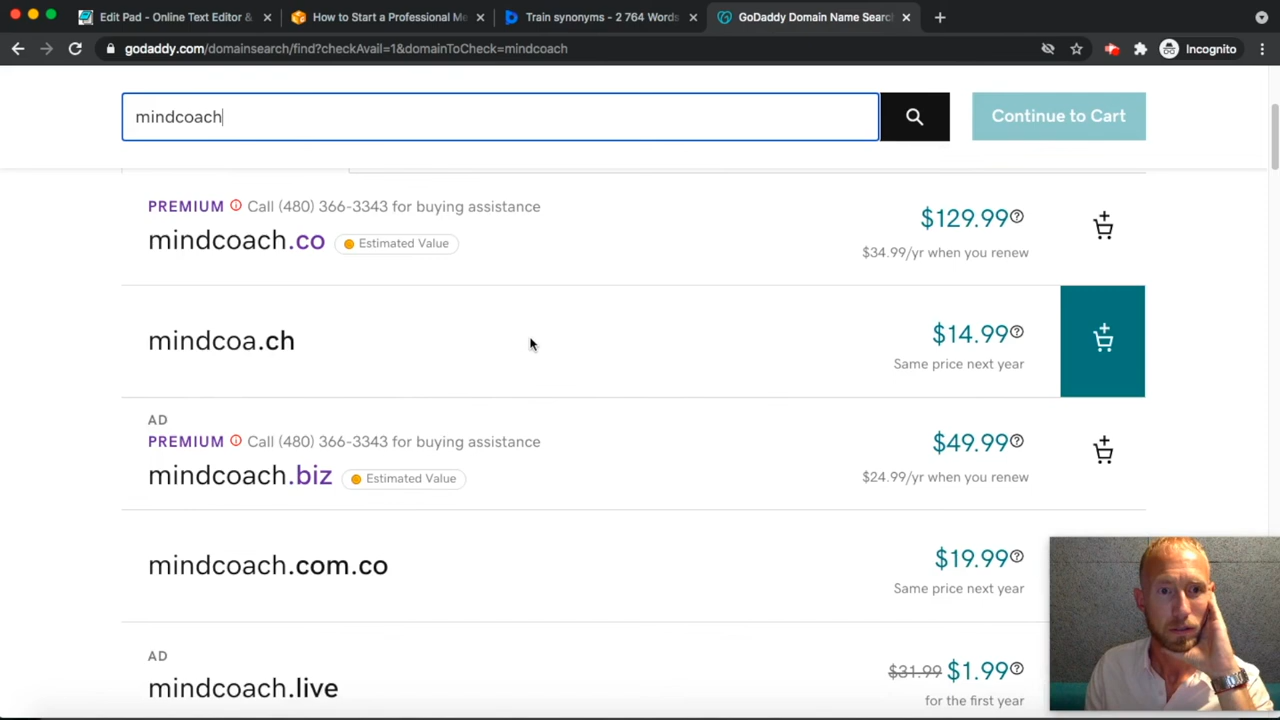 Edit Pad - Online Text Editor &
How to Start a Professional Me
Train synonyms - 2 764 Words
GoDaddy Domain Name Search
godaddy.com/domainsearch/find?checkAvail=1&domainToCheck=mindcoach
Incognito
mindcoach
Continue to Cart
PREMIUM Call (480) 366-3343 for buying assistance
mindcoach.co Estimated Value
$129.99
$34.99/yr when you renew
mindcoa.ch
$14.99
Same price next year
AD
PREMIUM Call (480) 366-3343 for buying assistance
mindcoach.biz Estimated Value
$49.99
$24.99/yr when you renew
mindcoach.com.co
$19.99
Same price next year
AD
mindcoach.live
$31.99 $1.99
for the first year